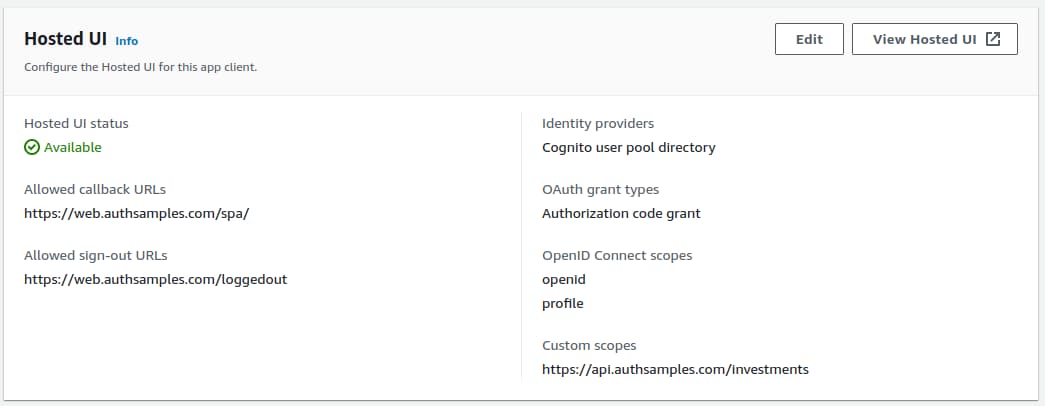 Hosted UI Info
Edit
View Hosted UI
Configure the Hosted UI for this app client.
Hosted UI status
Available
Allowed callback URLs
https://web.authsamples.com/spa/
Allowed sign-out URLs
https://web.authsamples.com/loggedout
Identity providers
Cognito user pool directory
OAuth grant types
Authorization code grant
OpenID Connect scopes
openid
profile
Custom scopes
https://api.authsamples.com/investments